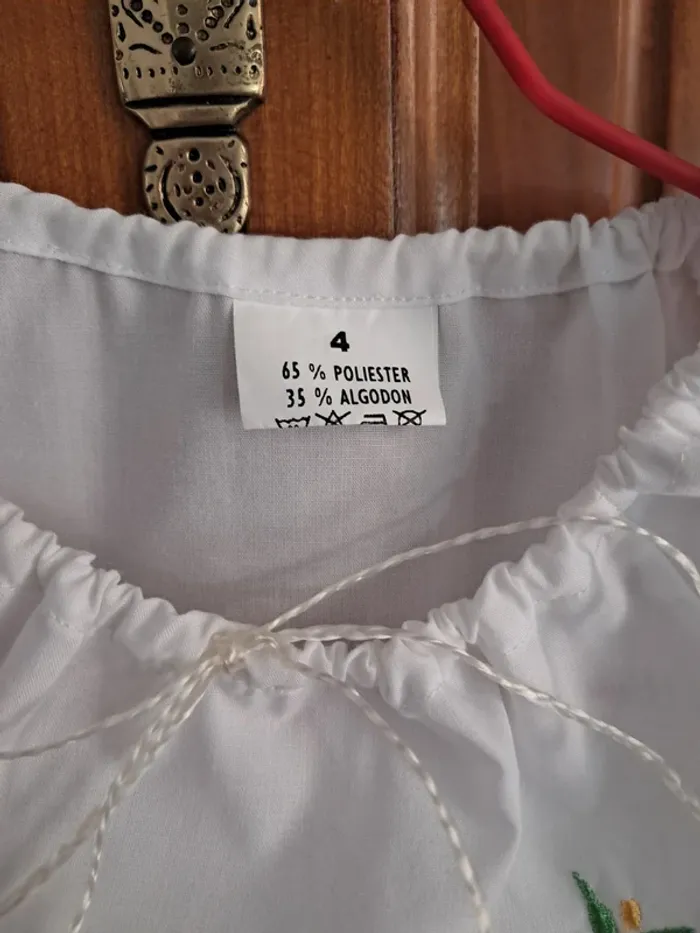 4
65 % POLIESTER
35 % ALGODON